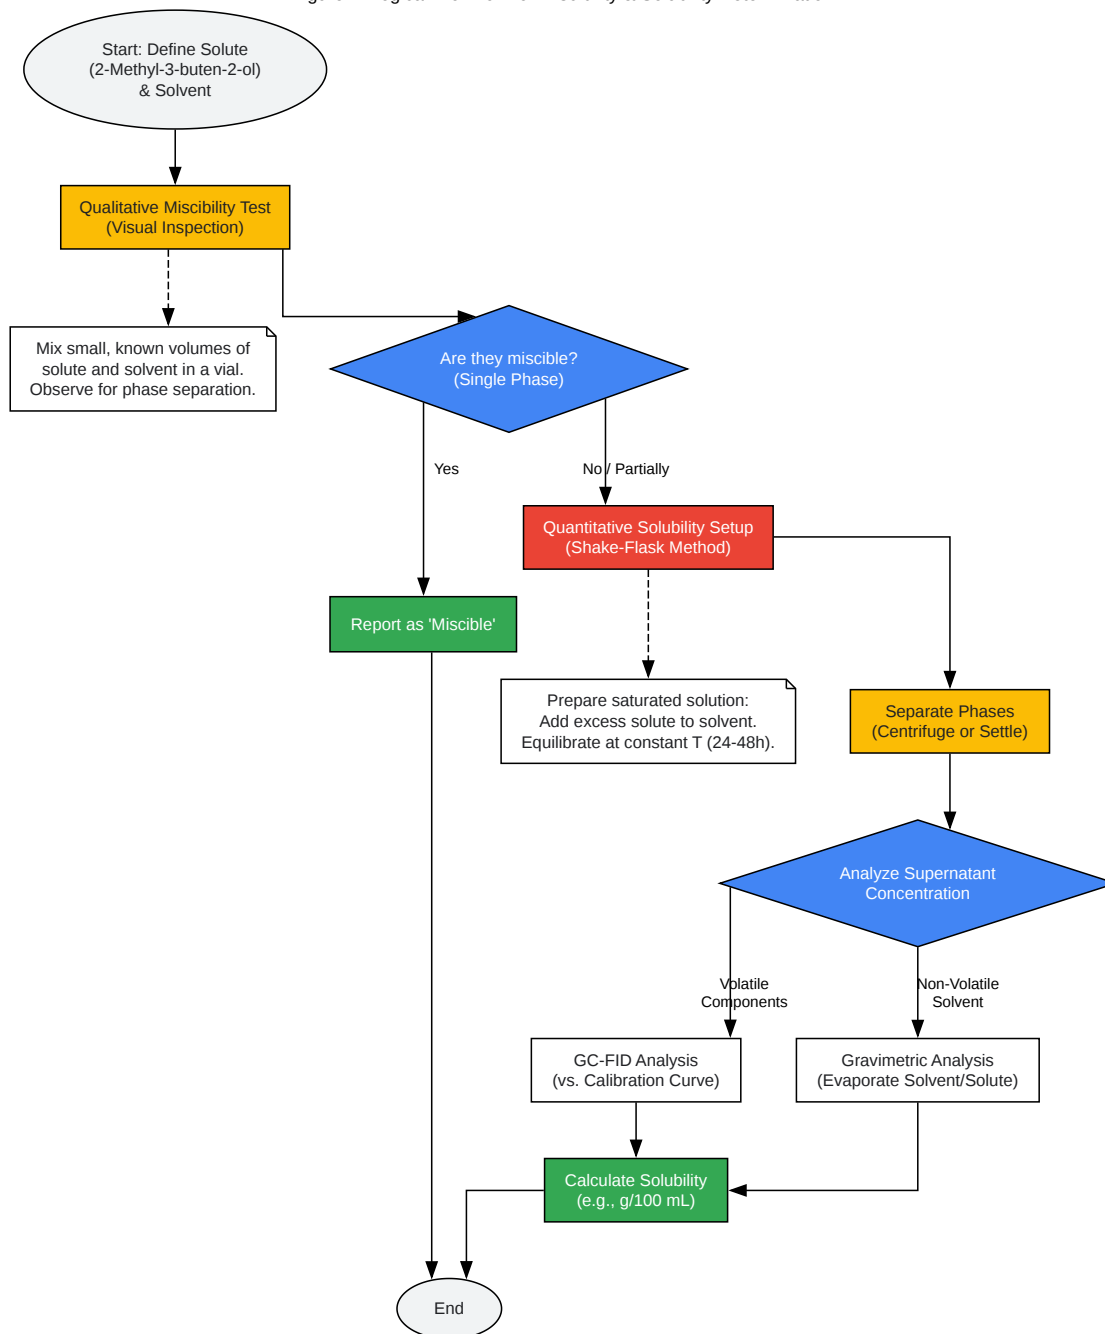 Start: Define Solute
(2-Methyl-3-buten-2-ol)
& Solvent
Qualitative Miscibility Test
(Visual Inspection)
Mix small, known volumes of
solute and solvent in a vial.
Observe for phase separation.
Are they miscible?
(Single Phase)
Yes
No / Partially
Quantitative Solubility Setup
(Shake-Flask Method)
Report as 'Miscible'
Prepare saturated solution:
Add excess solute to solvent.
Equilibrate at constant T (24-48h).
Separate Phases
(Centrifuge or Settle)
Analyze Supernatant
Concentration
Volatile
Components
Non-Volatile
Solvent
GC-FID Analysis
(vs. Calibration Curve)
Gravimetric Analysis
(Evaporate Solvent/Solute)
Calculate Solubility
(e.g., g/100 mL)
End